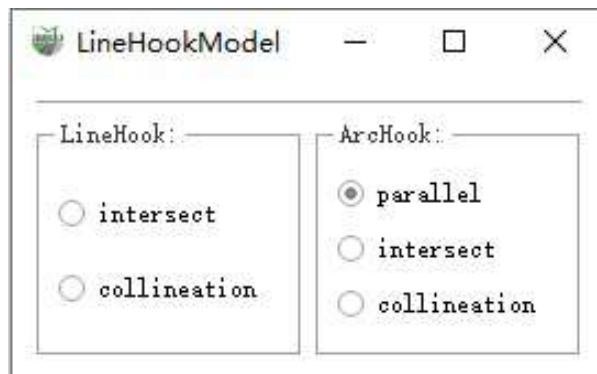 LineHookModel
LineHook:
intersect
collineation
ArcHook:
parallel
intersect
collineation